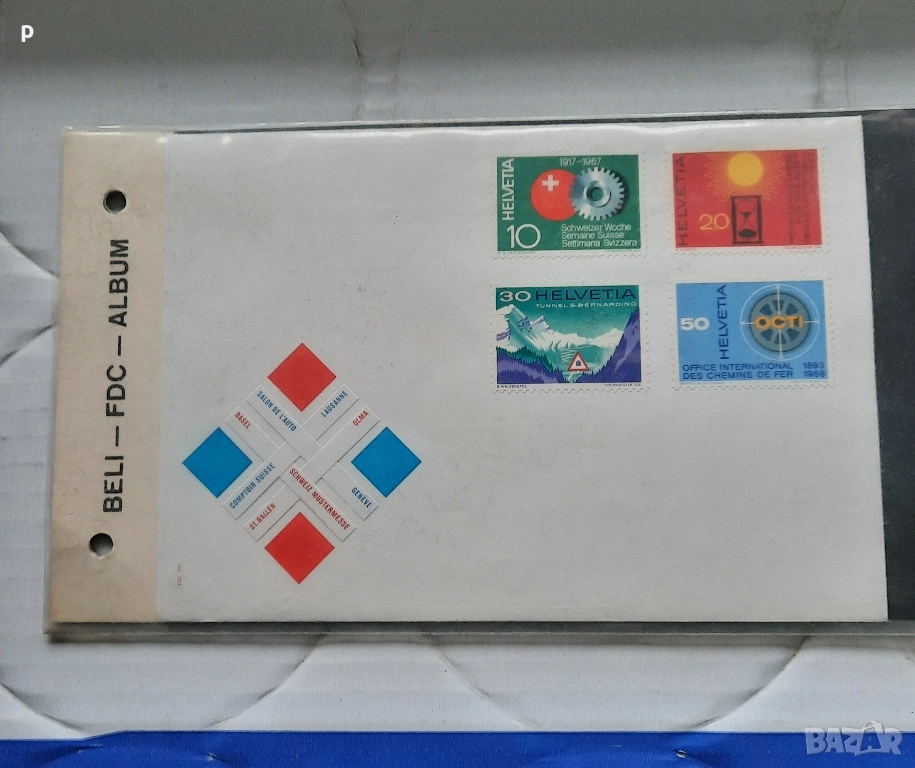 p
BELI – FDC – ALBUM
1917-1967
HELVETIA
10
Schweizer Woche
Semaine Suisse
Settimana Svizzera
HELVETIA
20
30 HELVETIA
TUNNEL S. BERNARDINO
50
HELVETIA
OCTI
OFFICE INTERNATIONAL 1893
DES CHEMINS DE FER 1968
BASEL
SALON DE L'AUTO
LAUSANNE
OLMA
COMPTOIR SUISSE
SCHWEIZ MUSTERMESSE
GENÈVE
ST. GALLEN
BAZAR